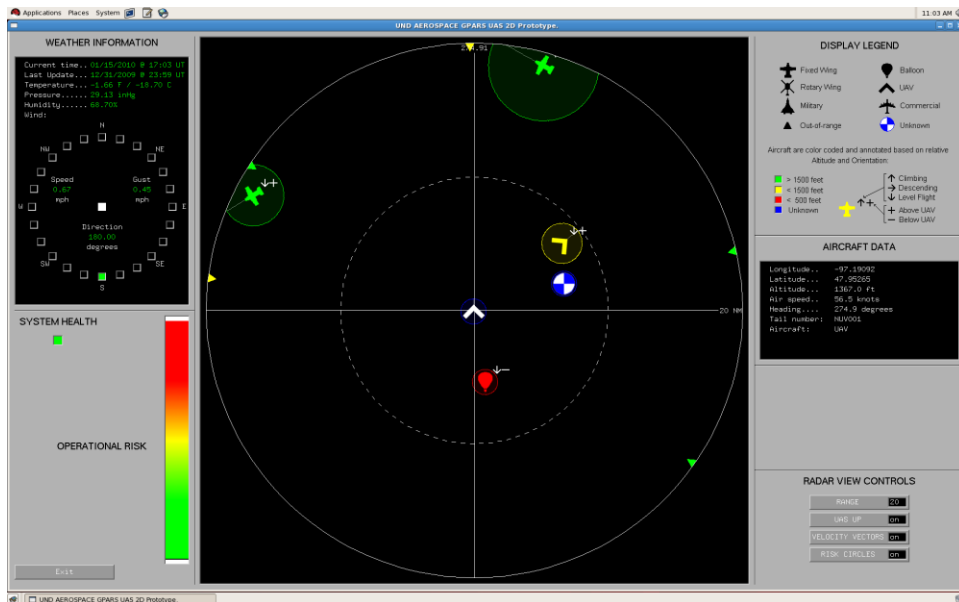 Applications Places System
11:03 AM
UND AEROSPACE GPARS UAS 2D Prototype.
WEATHER INFORMATION
Current time.. 01/15/2010 @ 17:03 UT
Last Update... 12/31/2009 @ 23:59 UT
Temperature... -1.66 F / -18.70 C
Pressure...... 29.13 inHg
Humidity...... 68.70%
Wind:
N
NW NE
Speed Gust
0.67 0.45
mph mph
W E
Direction
180.00
degrees
SW SE
S
SYSTEM HEALTH
OPERATIONAL RISK
Exit
20 NM
DISPLAY LEGEND
Fixed Wing Balloon
Rotary Wing UAV
Military Commercial
Out-of-range Unknown
Aircraft are color coded and annotated based on relative
Altitude and Orientation:
> 1500 feet
< 1500 feet
< 500 feet
Unknown
Climbing
Descending
Level Flight
+ Above UAV
− Below UAV
AIRCRAFT DATA
Longitude.. -97.19092
Latitude... 47.95265
Altitude... 1367.0 ft
Air speed.. 56.5 knots
Heading.... 274.9 degrees
Tail number: NUV001
Aircraft: UAV
RADAR VIEW CONTROLS
RANGE 20
UAS UP on
VELOCITY VECTORS on
RISK CIRCLES on
UND AEROSPACE GPARS UAS 2D Prototype.